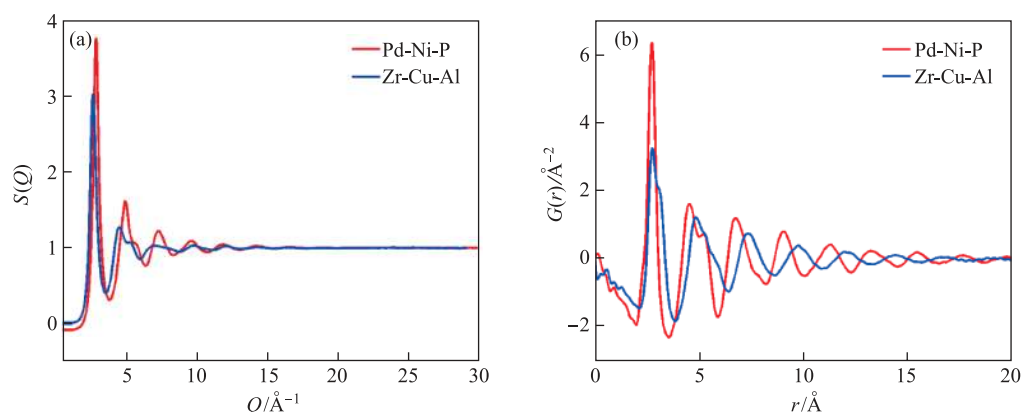 (a)
Pd-Ni-P
Zr-Cu-Al
S(Q)
4
3
2
1
0
5
10
15
20
25
30
O/Å⁻¹
(b)
Pd-Ni-P
Zr-Cu-Al
G(r)/Å⁻²
6
4
2
0
−2
0
5
10
15
20
r/Å